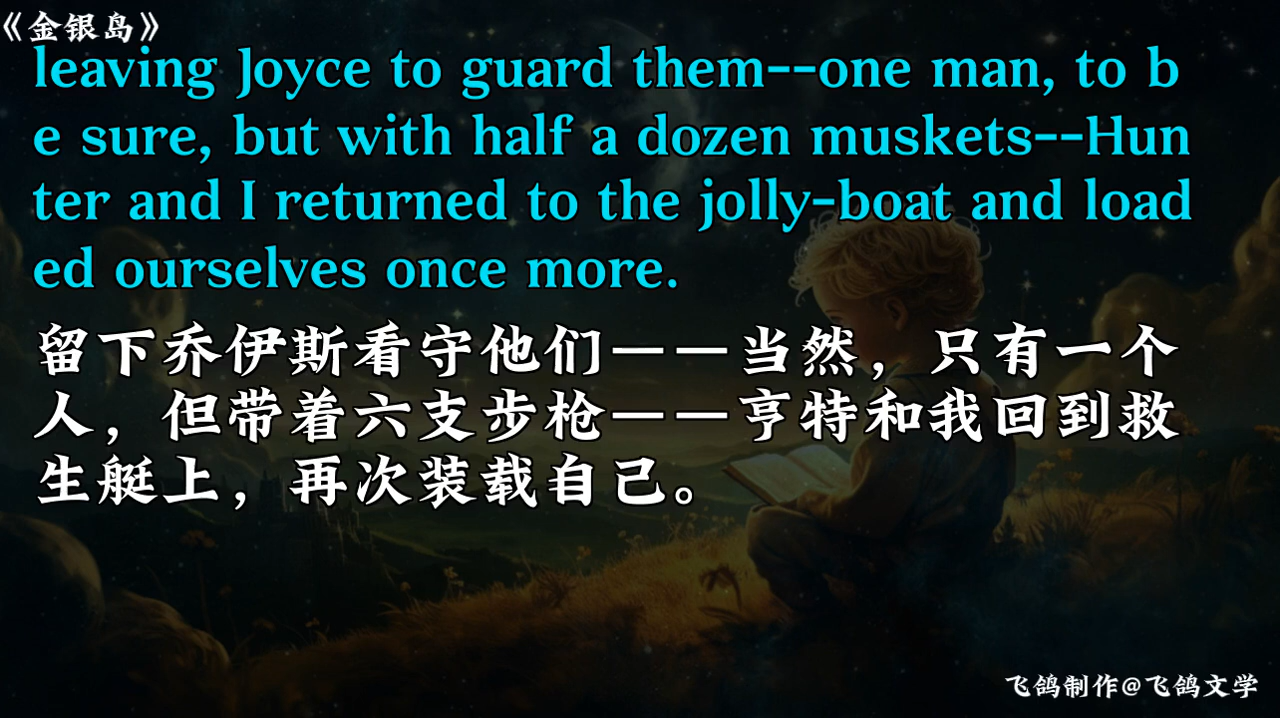 《金银岛》
leaving Joyce to guard them--one man, to b
e sure, but with half a dozen muskets--Hun
ter and I returned to the jolly-boat and load
ed ourselves once more.
留下乔伊斯看守他们——当然，只有一个
人，但带着六支步枪——亨特和我回到救
生艇上，再次装载自己。
飞鸽制作@飞鸽文学